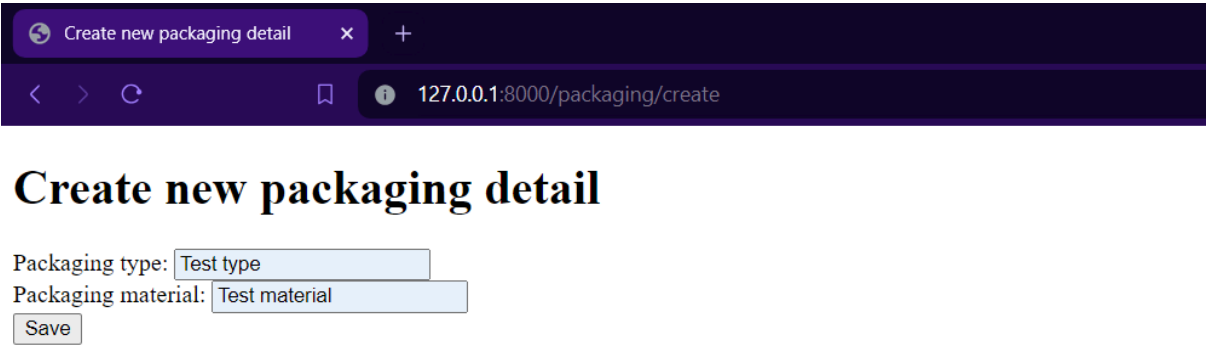 Create new packaging detail
127.0.0.1:8000/packaging/create
Create new packaging detail
Packaging type: Test type
Packaging material: Test material
Save